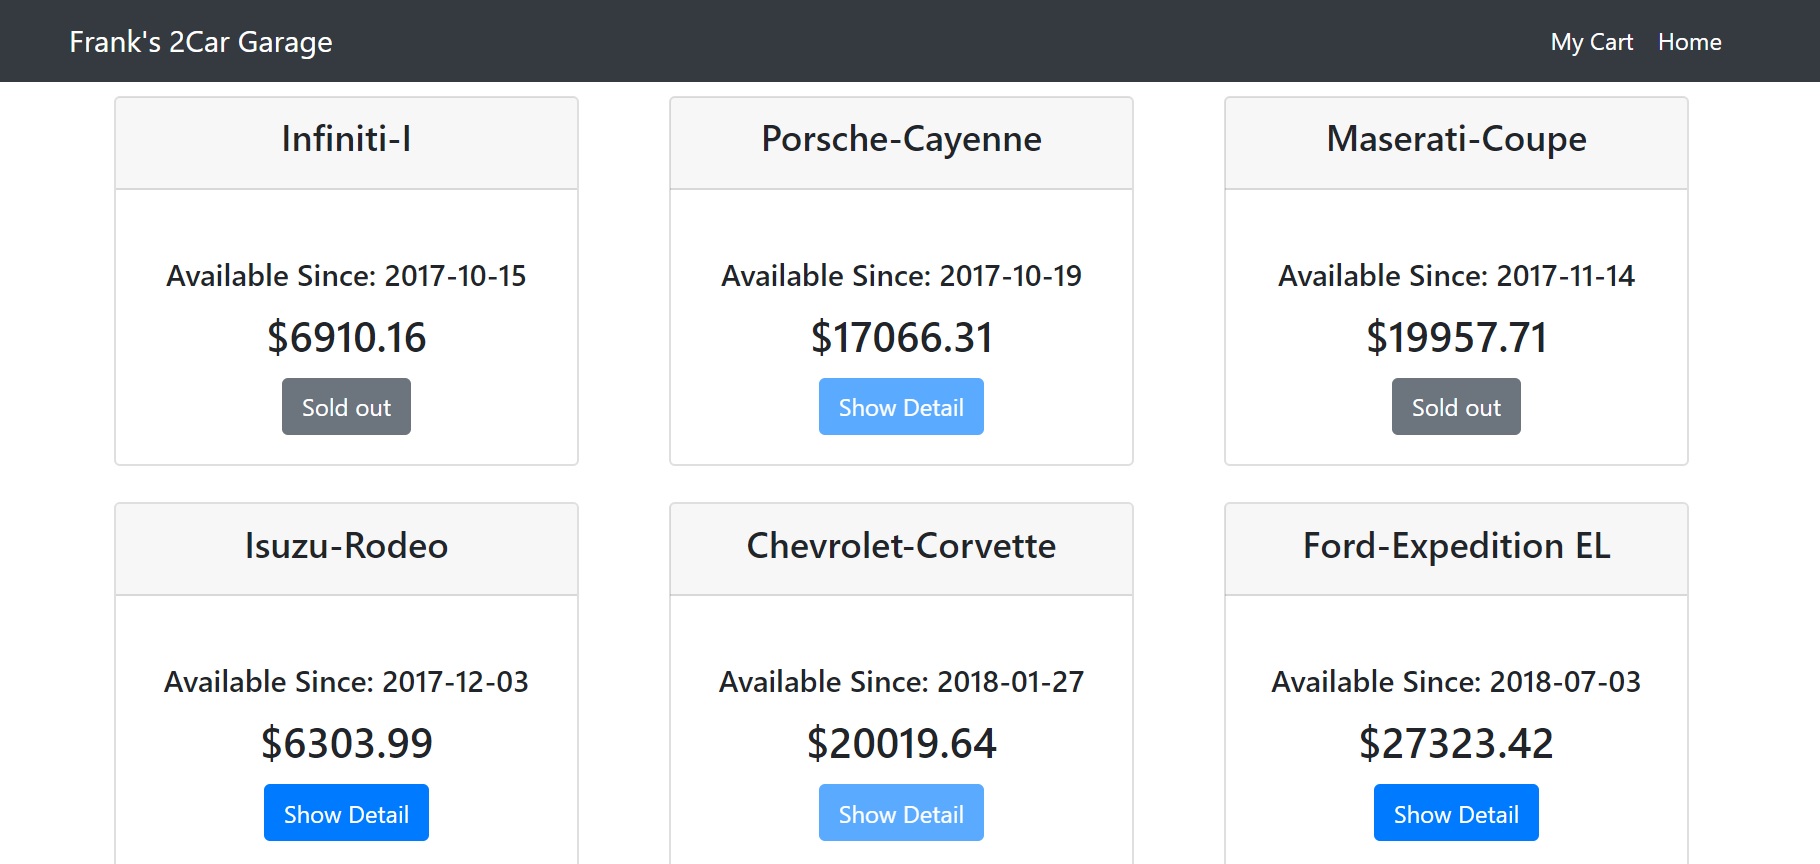 Frank's 2Car Garage
My Cart Home
Infiniti-I
Available Since: 2017-10-15
$6910.16
Sold out
Porsche-Cayenne
Available Since: 2017-10-19
$17066.31
Show Detail
Maserati-Coupe
Available Since: 2017-11-14
$19957.71
Sold out
Isuzu-Rodeo
Available Since: 2017-12-03
$6303.99
Show Detail
Chevrolet-Corvette
Available Since: 2018-01-27
$20019.64
Show Detail
Ford-Expedition EL
Available Since: 2018-07-03
$27323.42
Show Detail